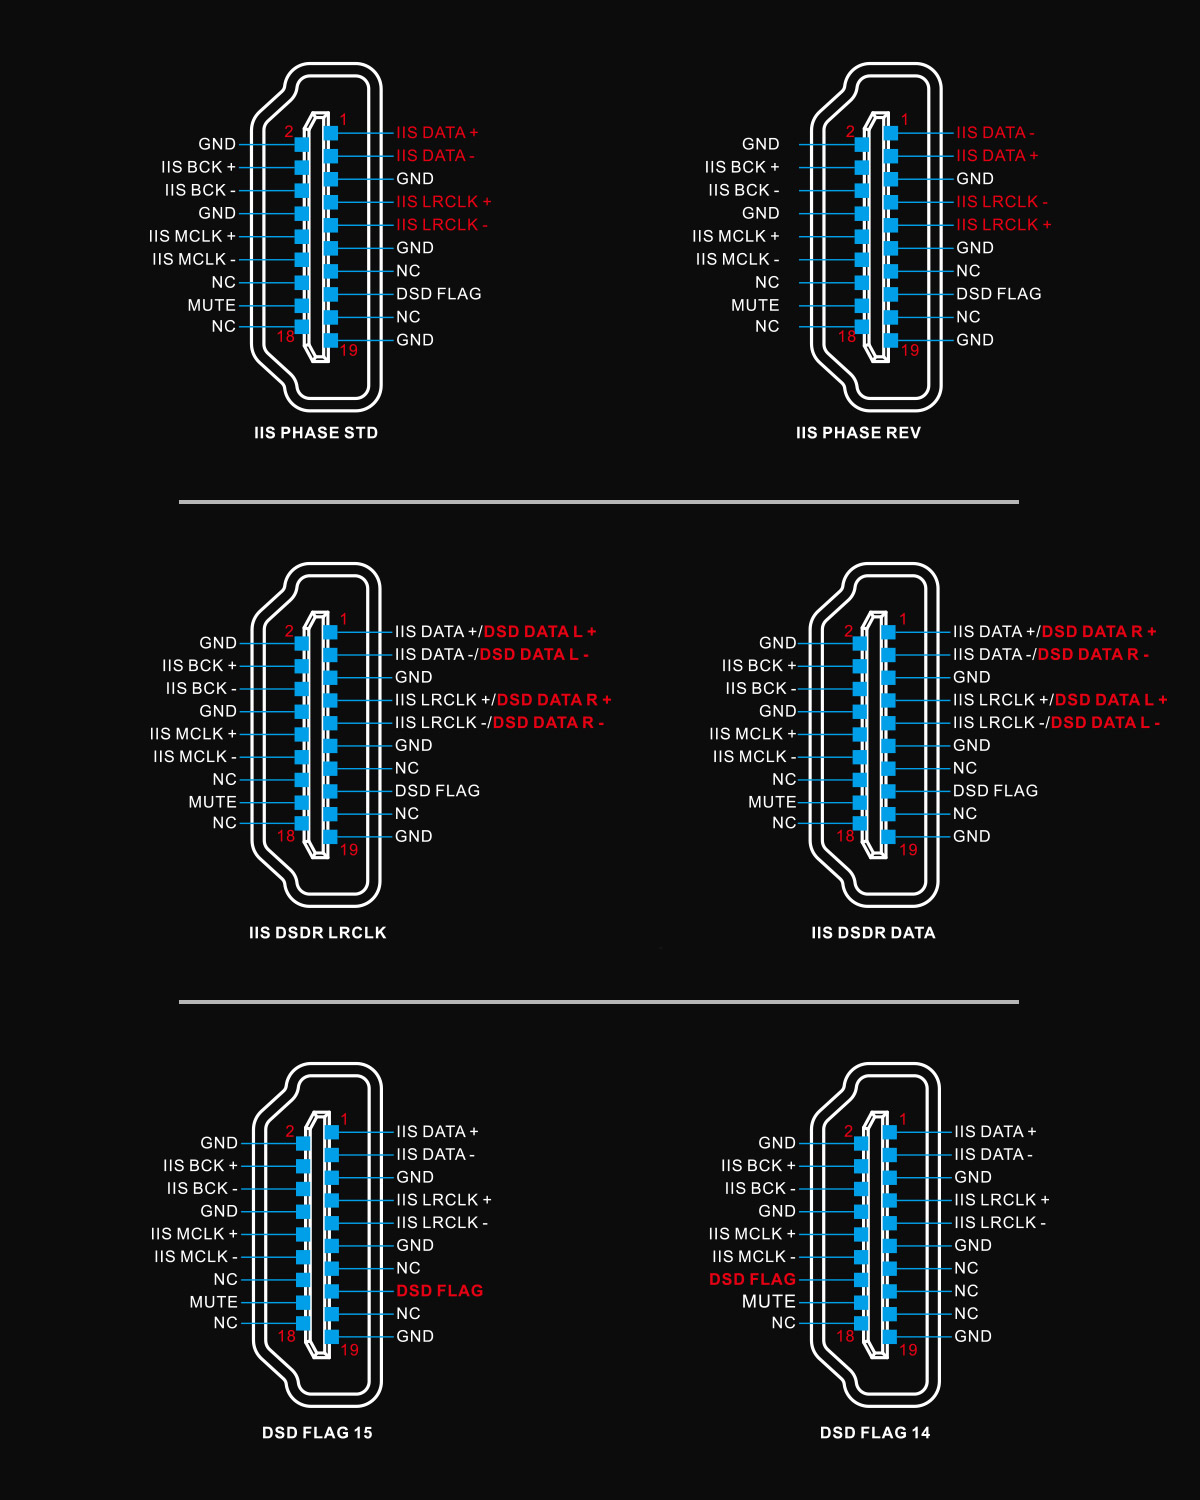 1
2
IIS DATA +
GND
IIS DATA -
IIS BCK +
GND
IIS BCK -
IIS LRCLK +
GND
IIS LRCLK -
IIS MCLK +
GND
IIS MCLK -
NC
NC
DSD FLAG
MUTE
NC
NC
18
GND
19
IIS PHASE STD
1
2
IIS DATA -
GND
IIS DATA +
IIS BCK +
GND
IIS BCK -
IIS LRCLK -
GND
IIS LRCLK +
IIS MCLK +
GND
IIS MCLK -
NC
NC
DSD FLAG
MUTE
NC
NC
18
GND
19
IIS PHASE REV
1
2
IIS DATA +/DSD DATA L +
GND
IIS DATA -/DSD DATA L -
IIS BCK +
GND
IIS BCK -
IIS LRCLK +/DSD DATA R +
GND
IIS LRCLK -/DSD DATA R -
IIS MCLK +
GND
IIS MCLK -
NC
NC
DSD FLAG
MUTE
NC
NC
18
GND
19
IIS DSDR LRCLK
1
2
IIS DATA +/DSD DATA R +
GND
IIS DATA -/DSD DATA R -
IIS BCK +
GND
IIS BCK -
IIS LRCLK +/DSD DATA L +
GND
IIS LRCLK -/DSD DATA L -
IIS MCLK +
GND
IIS MCLK -
NC
NC
DSD FLAG
MUTE
NC
NC
18
GND
19
IIS DSDR DATA
1
2
IIS DATA +
GND
IIS DATA -
IIS BCK +
GND
IIS BCK -
IIS LRCLK +
GND
IIS LRCLK -
IIS MCLK +
GND
IIS MCLK -
NC
NC
DSD FLAG
MUTE
NC
NC
18
GND
19
DSD FLAG 15
1
2
IIS DATA +
GND
IIS DATA -
IIS BCK +
GND
IIS BCK -
IIS LRCLK +
GND
IIS LRCLK -
IIS MCLK +
GND
IIS MCLK -
NC
DSD FLAG
NC
MUTE
NC
NC
18
GND
19
DSD FLAG 14